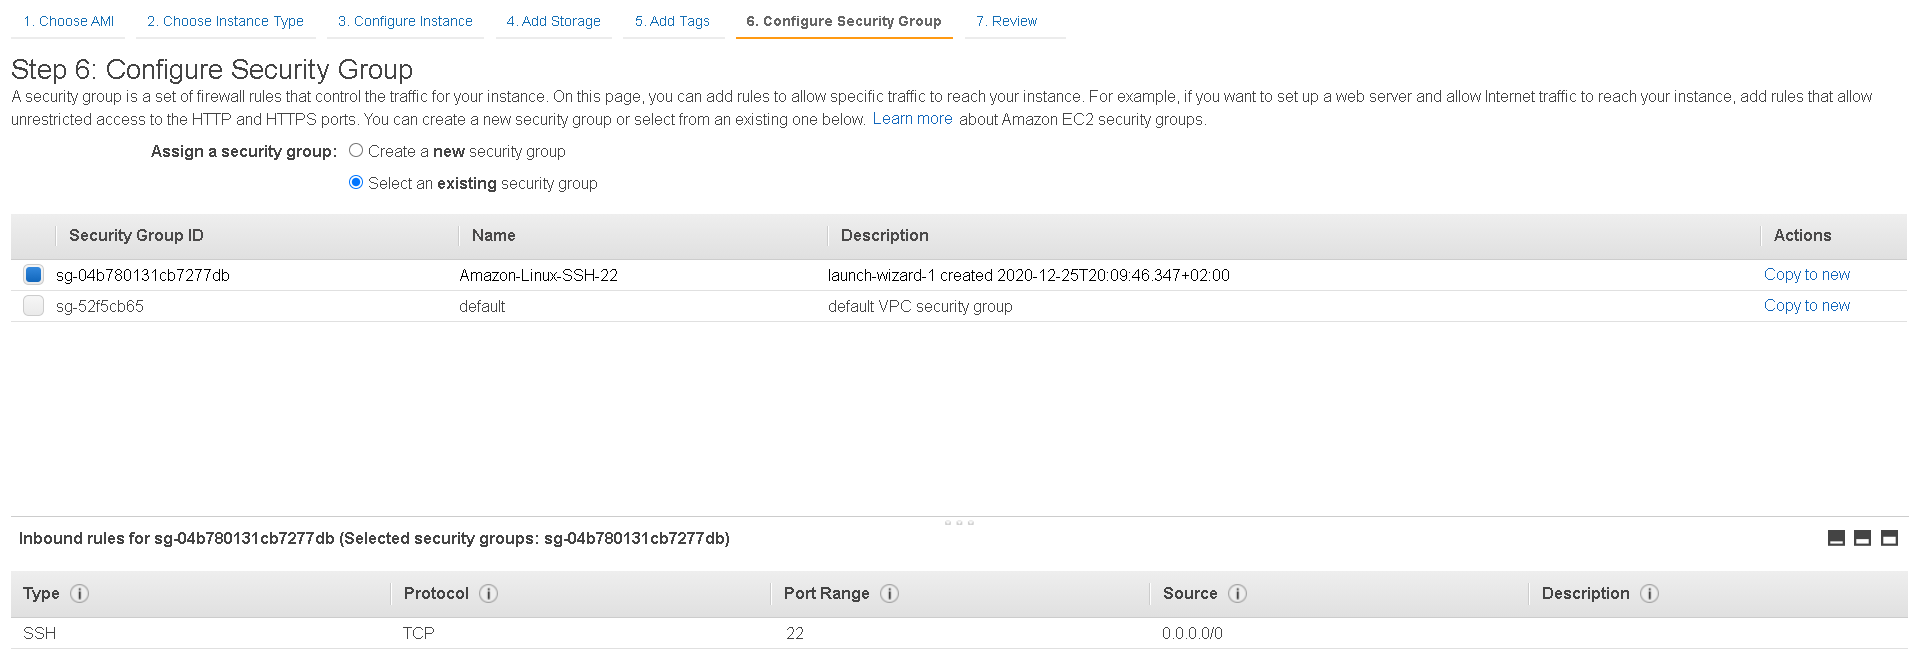 1. Choose AMI 2. Choose Instance Type 3. Configure Instance 4. Add Storage 5. Add Tags 6. Configure Security Group 7. Review
Step 6: Configure Security Group
A security group is a set of firewall rules that control the traffic for your instance. On this page, you can add rules to allow specific traffic to reach your instance. For example, if you want to set up a web server and allow Internet traffic to reach your instance, add rules that allow
unrestricted access to the HTTP and HTTPS ports. You can create a new security group or select from an existing one below. Learn more about Amazon EC2 security groups.
Assign a security group: Create a new security group
Select an existing security group
Security Group ID Name Description Actions
sg-04b780131cb7277db Amazon-Linux-SSH-22 launch-wizard-1 created 2020-12-25T20:09:46.347+02:00 Copy to new
sg-52f5cb65 default default VPC security group Copy to new
Inbound rules for sg-04b780131cb7277db (Selected security groups: sg-04b780131cb7277db)
Type i Protocol i Port Range i Source i Description i
SSH TCP 22 0.0.0.0/0